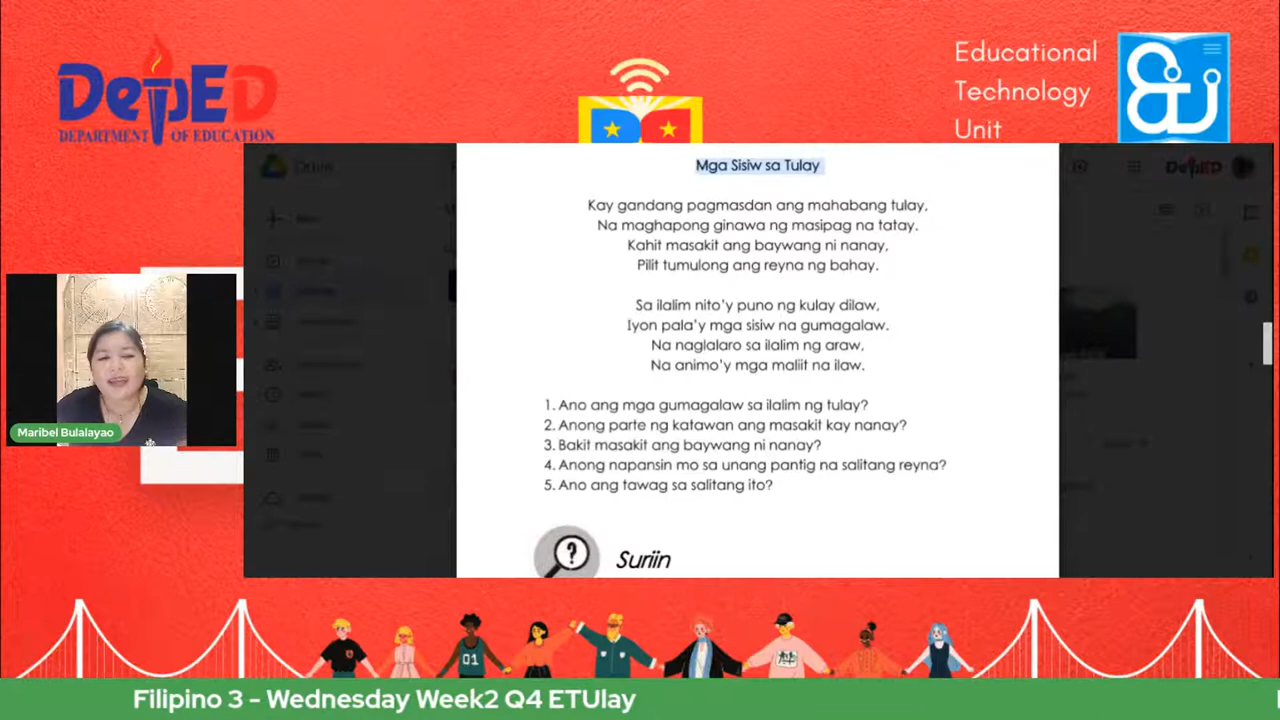 DepED
DEPARTMENT OF EDUCATION
Educational
Technology
Unit
Drive
DepED
Mga Sisiw sa Tulay
Kay gandang pagmasdan ang mahabang tulay,
Na maghapong ginawa ng masipag na tatay.
Kahit masakit ang baywang ni nanay,
Pilit tumulong ang reyna ng bahay.
Sa ilalim nito'y puno ng kulay dilaw,
Iyon pala'y mga sisiw na gumagalaw.
Na naglalaro sa ilalim ng araw,
Na animo'y mga maliit na ilaw.
1. Ano ang mga gumagalaw sa ilalim ng tulay?
2. Anong parte ng katawan ang masakit kay nanay?
3. Bakit masakit ang baywang ni nanay?
4. Anong napansin mo sa unang pantig na salitang reyna?
5. Ano ang tawag sa salitang ito?
?
Suriin
Maribel Bulalayao
01
Filipino 3 - Wednesday Week2 Q4 ETUlay